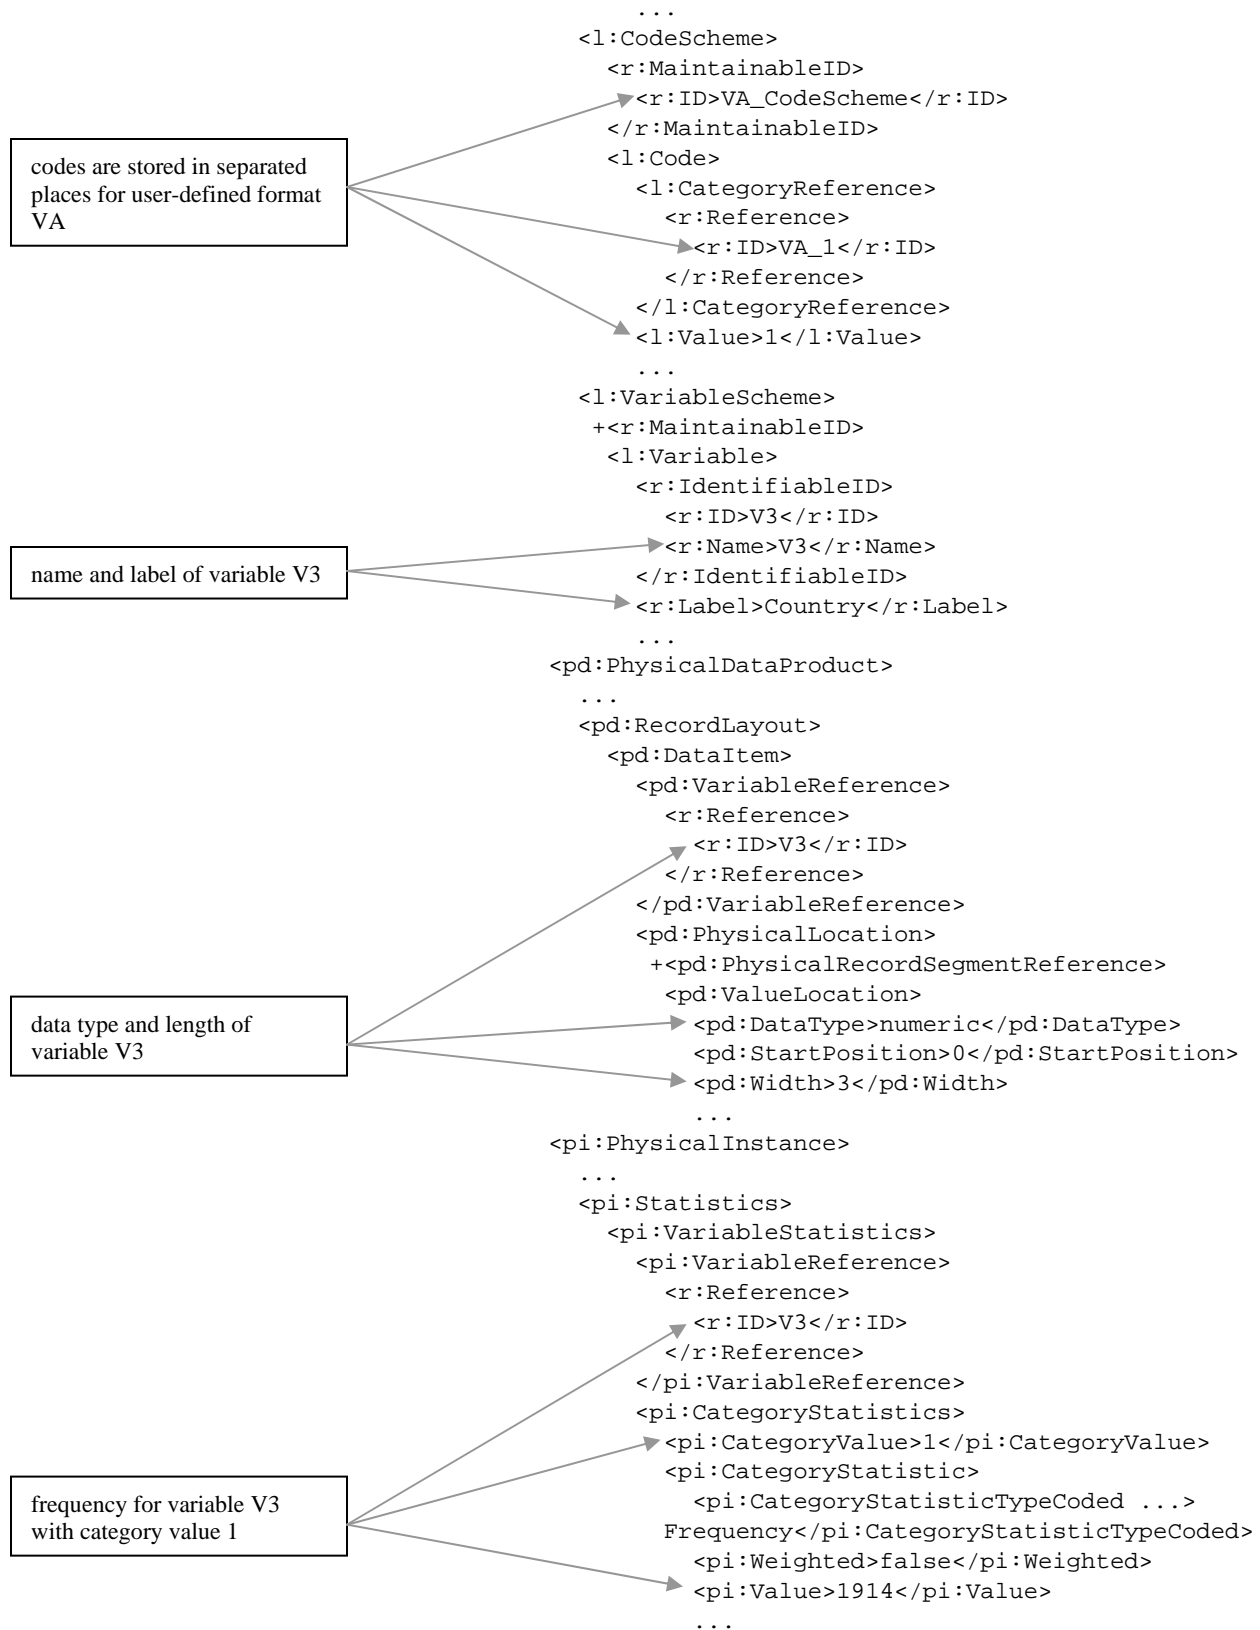 ...
<l:CodeScheme>
<r:MaintainableID>
<r:ID>VA_CodeScheme</r:ID>
</r:MaintainableID>
codes are stored in separated
places for user-defined format
VA
<l:Code>
<l:CategoryReference>
<r:Reference>
<r:ID>VA_1</r:ID>
</r:Reference>
</l:CategoryReference>
<l:Value>1</l:Value>
...
<l:VariableScheme>
+<r:MaintainableID>
<l:Variable>
<r:IdentifiableID>
<r:ID>V3</r:ID>
<r:Name>V3</r:Name>
name and label of variable V3
</r:IdentifiableID>
<r:Label>Country</r:Label>
...
<pd:PhysicalDataProduct>
...
<pd:RecordLayout>
<pd:DataItem>
<pd:VariableReference>
<r:Reference>
<r:ID>V3</r:ID>
</r:Reference>
</pd:VariableReference>
<pd:PhysicalLocation>
+<pd:PhysicalRecordSegmentReference>
<pd:ValueLocation>
data type and length of
variable V3
<pd:DataType>numeric</pd:DataType>
<pd:StartPosition>0</pd:StartPosition>
<pd:Width>3</pd:Width>
...
<pi:PhysicalInstance>
...
<pi:Statistics>
<pi:VariableStatistics>
<pi:VariableReference>
<r:Reference>
<r:ID>V3</r:ID>
</r:Reference>
</pi:VariableReference>
<pi:CategoryStatistics>
<pi:CategoryValue>1</pi:CategoryValue>
<pi:CategoryStatistic>
frequency for variable V3
with category value 1
<pi:CategoryStatisticTypeCoded ...>
Frequency</pi:CategoryStatisticTypeCoded>
<pi:Weighted>false</pi:Weighted>
<pi:Value>1914</pi:Value>
...